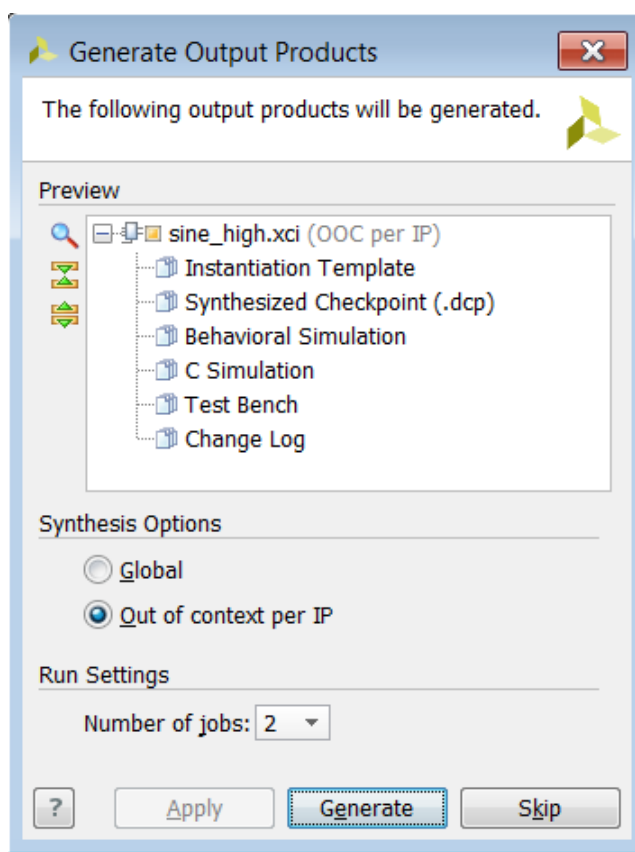 Generate Output Products
The following output products will be generated.
Preview
sine_high.xci (OOC per IP)
Instantiation Template
Synthesized Checkpoint (.dcp)
Behavioral Simulation
C Simulation
Test Bench
Change Log
Synthesis Options
Global
Out of context per IP
Run Settings
Number of jobs: 2
? Apply Generate Skip